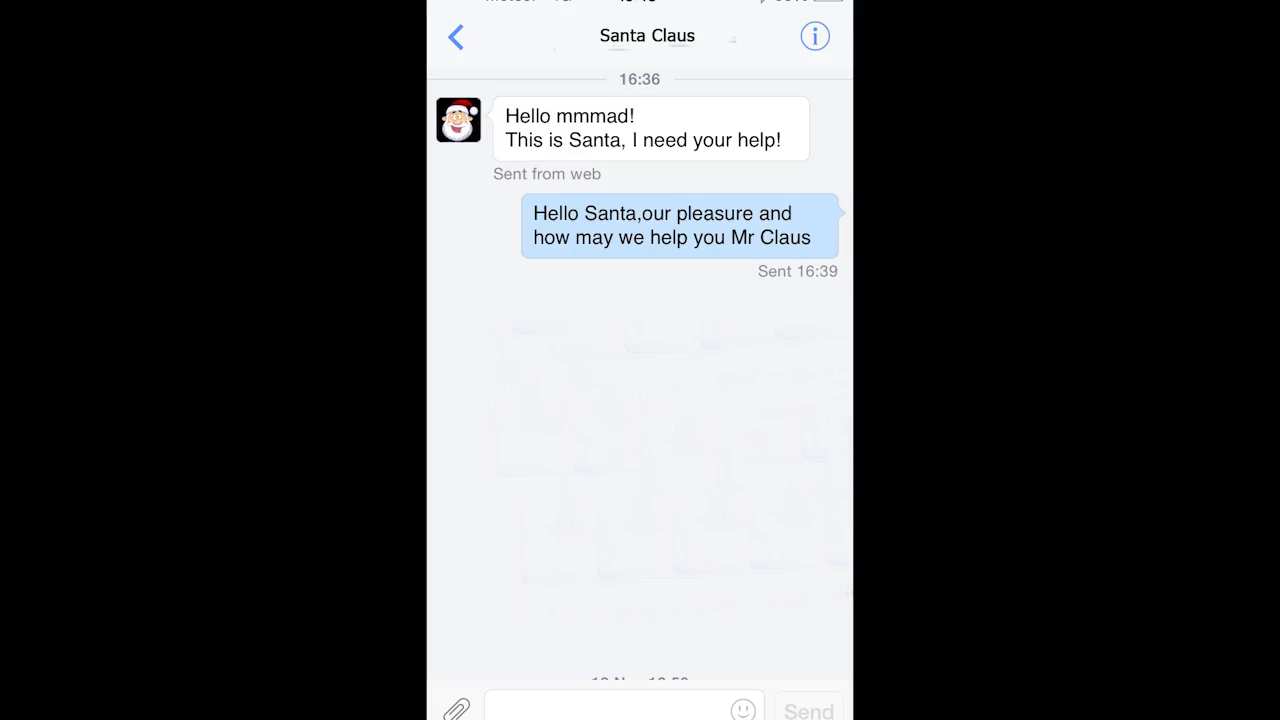 Santa Claus
16:36
Hello mmmad!
This is Santa, I need your help!
Sent from web
Hello Santa,our pleasure and
how may we help you Mr Claus
Sent 16:39
Send